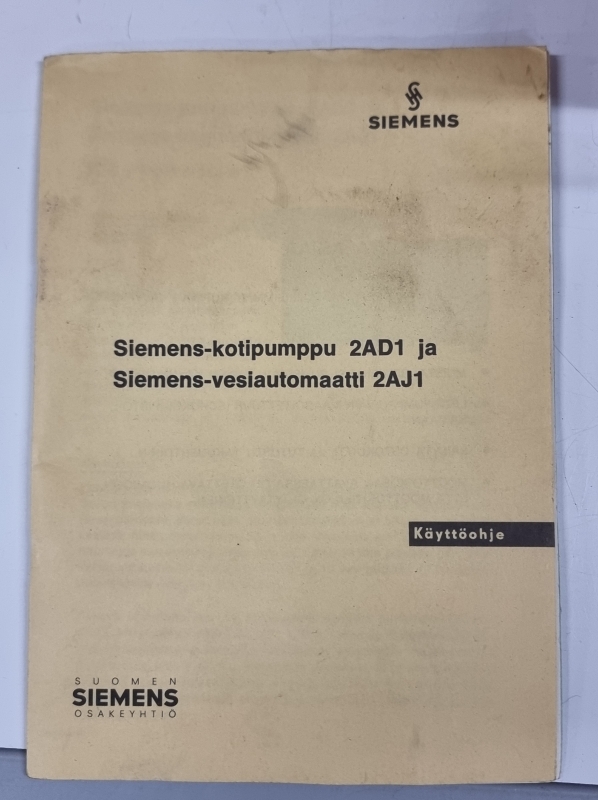 SIEMENS
Siemens-kotipumppu 2AD1 ja
Siemens-vesiautomaatti 2AJ1
Käyttöohje
SUOMEN
SIEMENS
OSAKEYHTIÖ